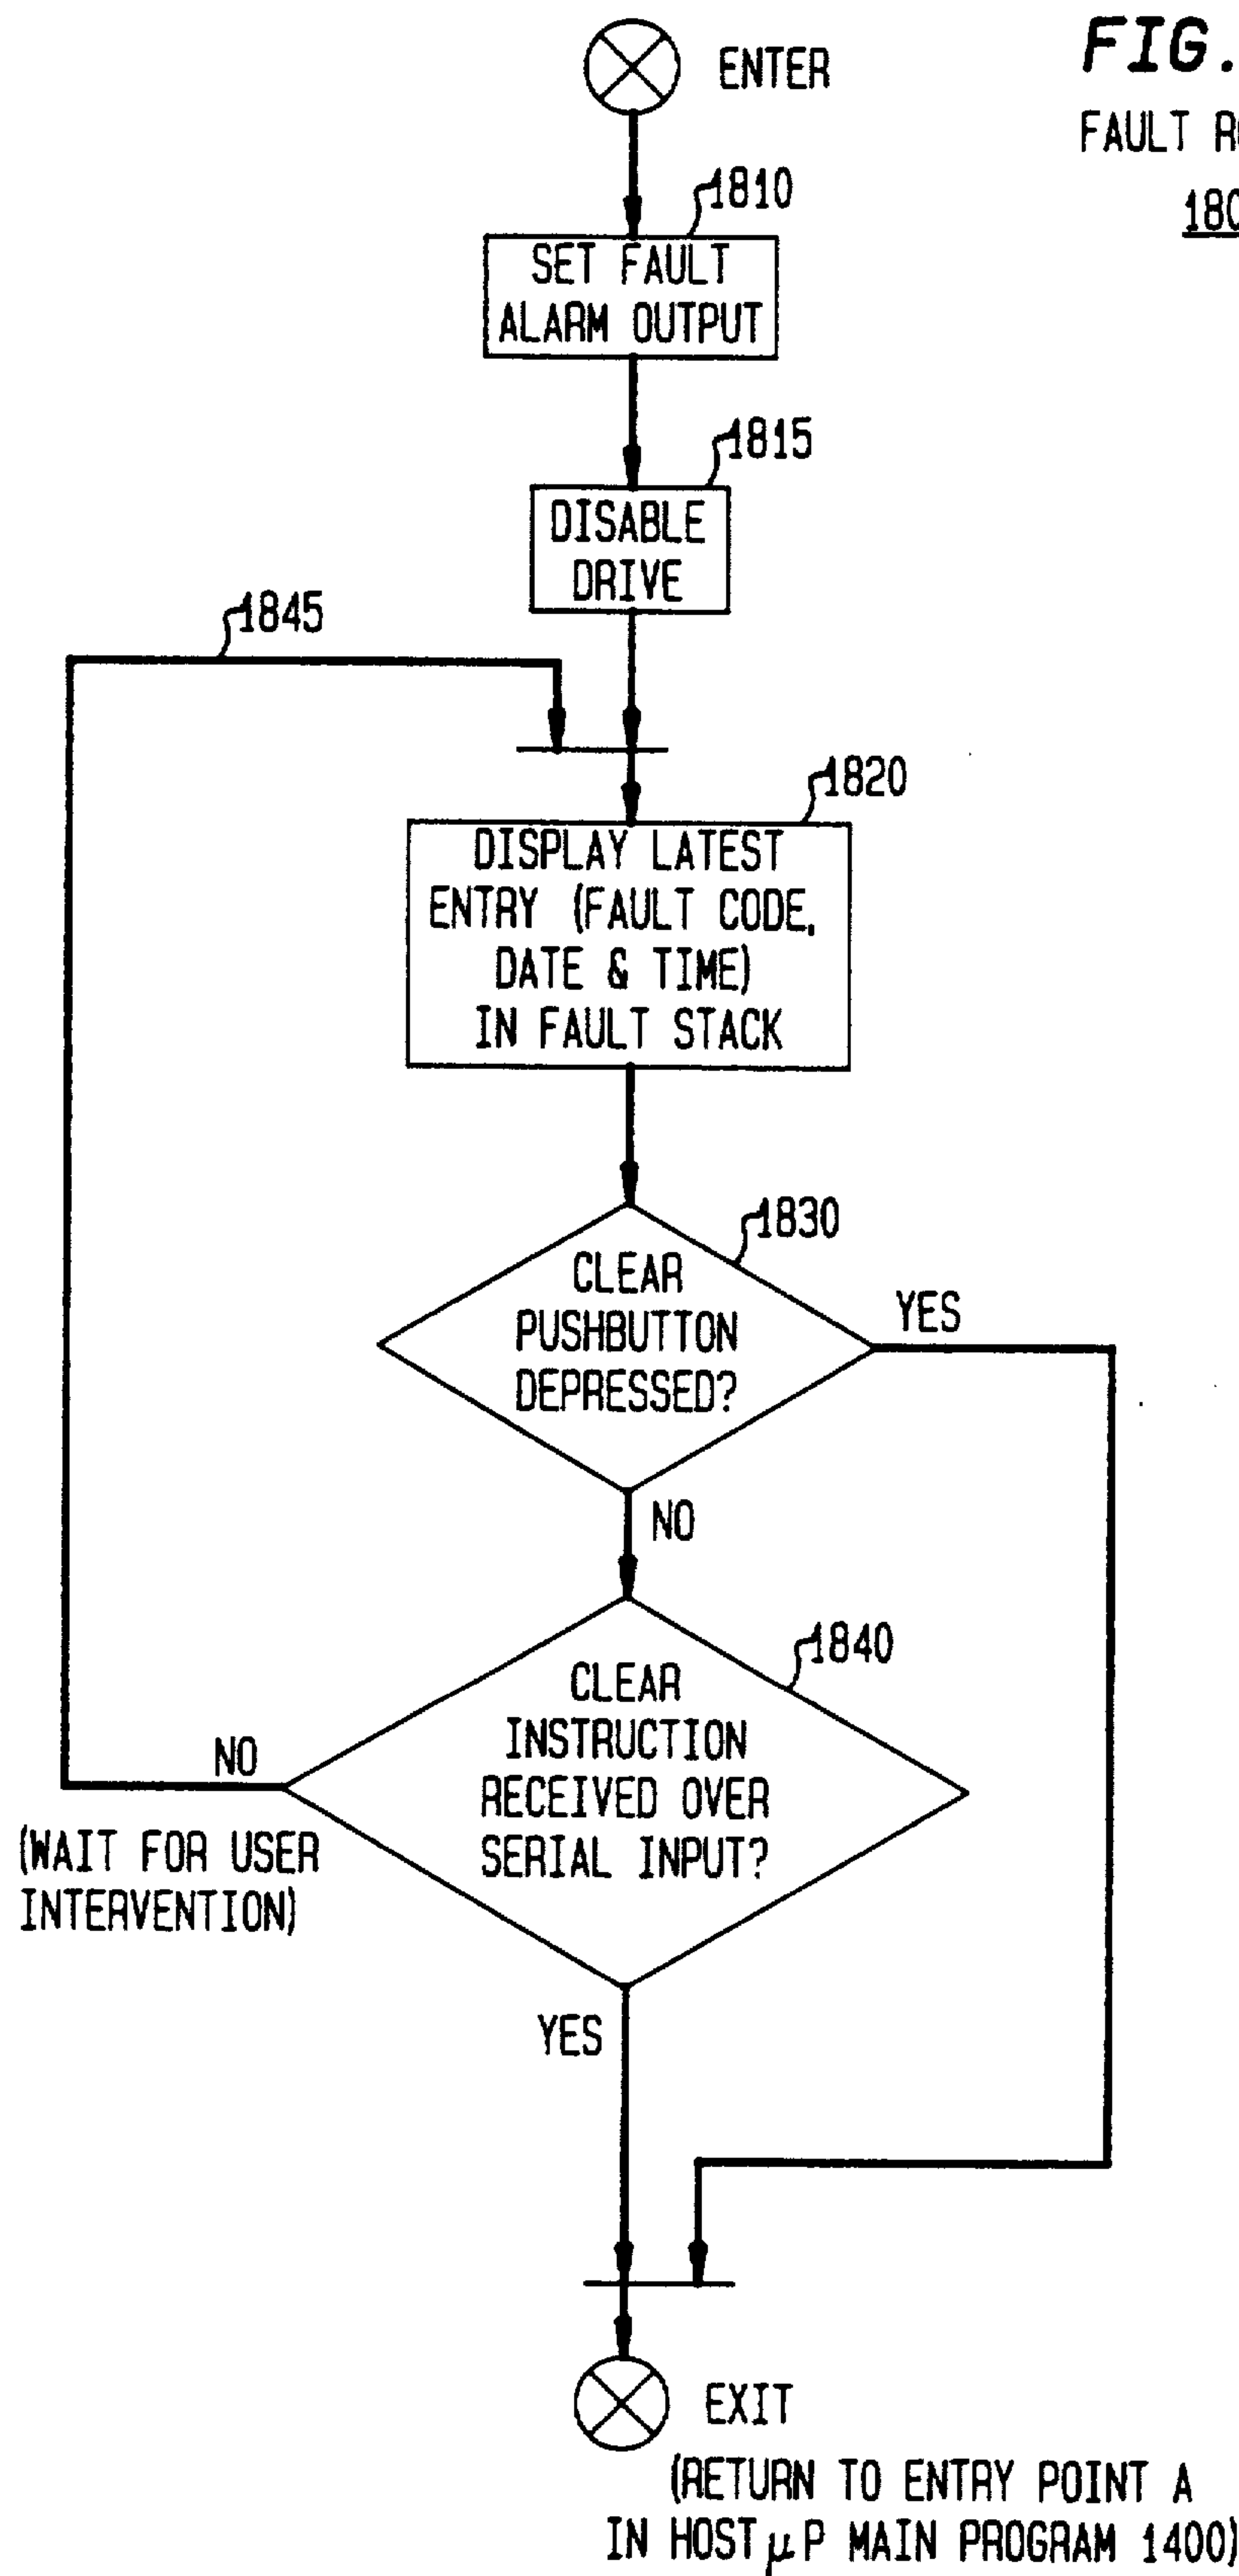 FIG.
FAULT
ENTER
1810
SET FAULT
ALARM OUTPUT
1815
DISABLE
DRIVE
1845
1820
DISPLAY LATEST
ENTRY (FAULT CODE,
DATE & TIME)
IN FAULT STACK
1830
CLEAR
PUSHBUTTON
DEPRESSED?
YES
NO
1840
CLEAR
INSTRUCTION
RECEIVED OVER
SERIAL INPUT?
NO
(WAIT FOR USER
INTERVENTION)
YES
EXIT
(RETURN TO ENTRY POINT A
IN HOST μP MAIN PROGRAM 1400)